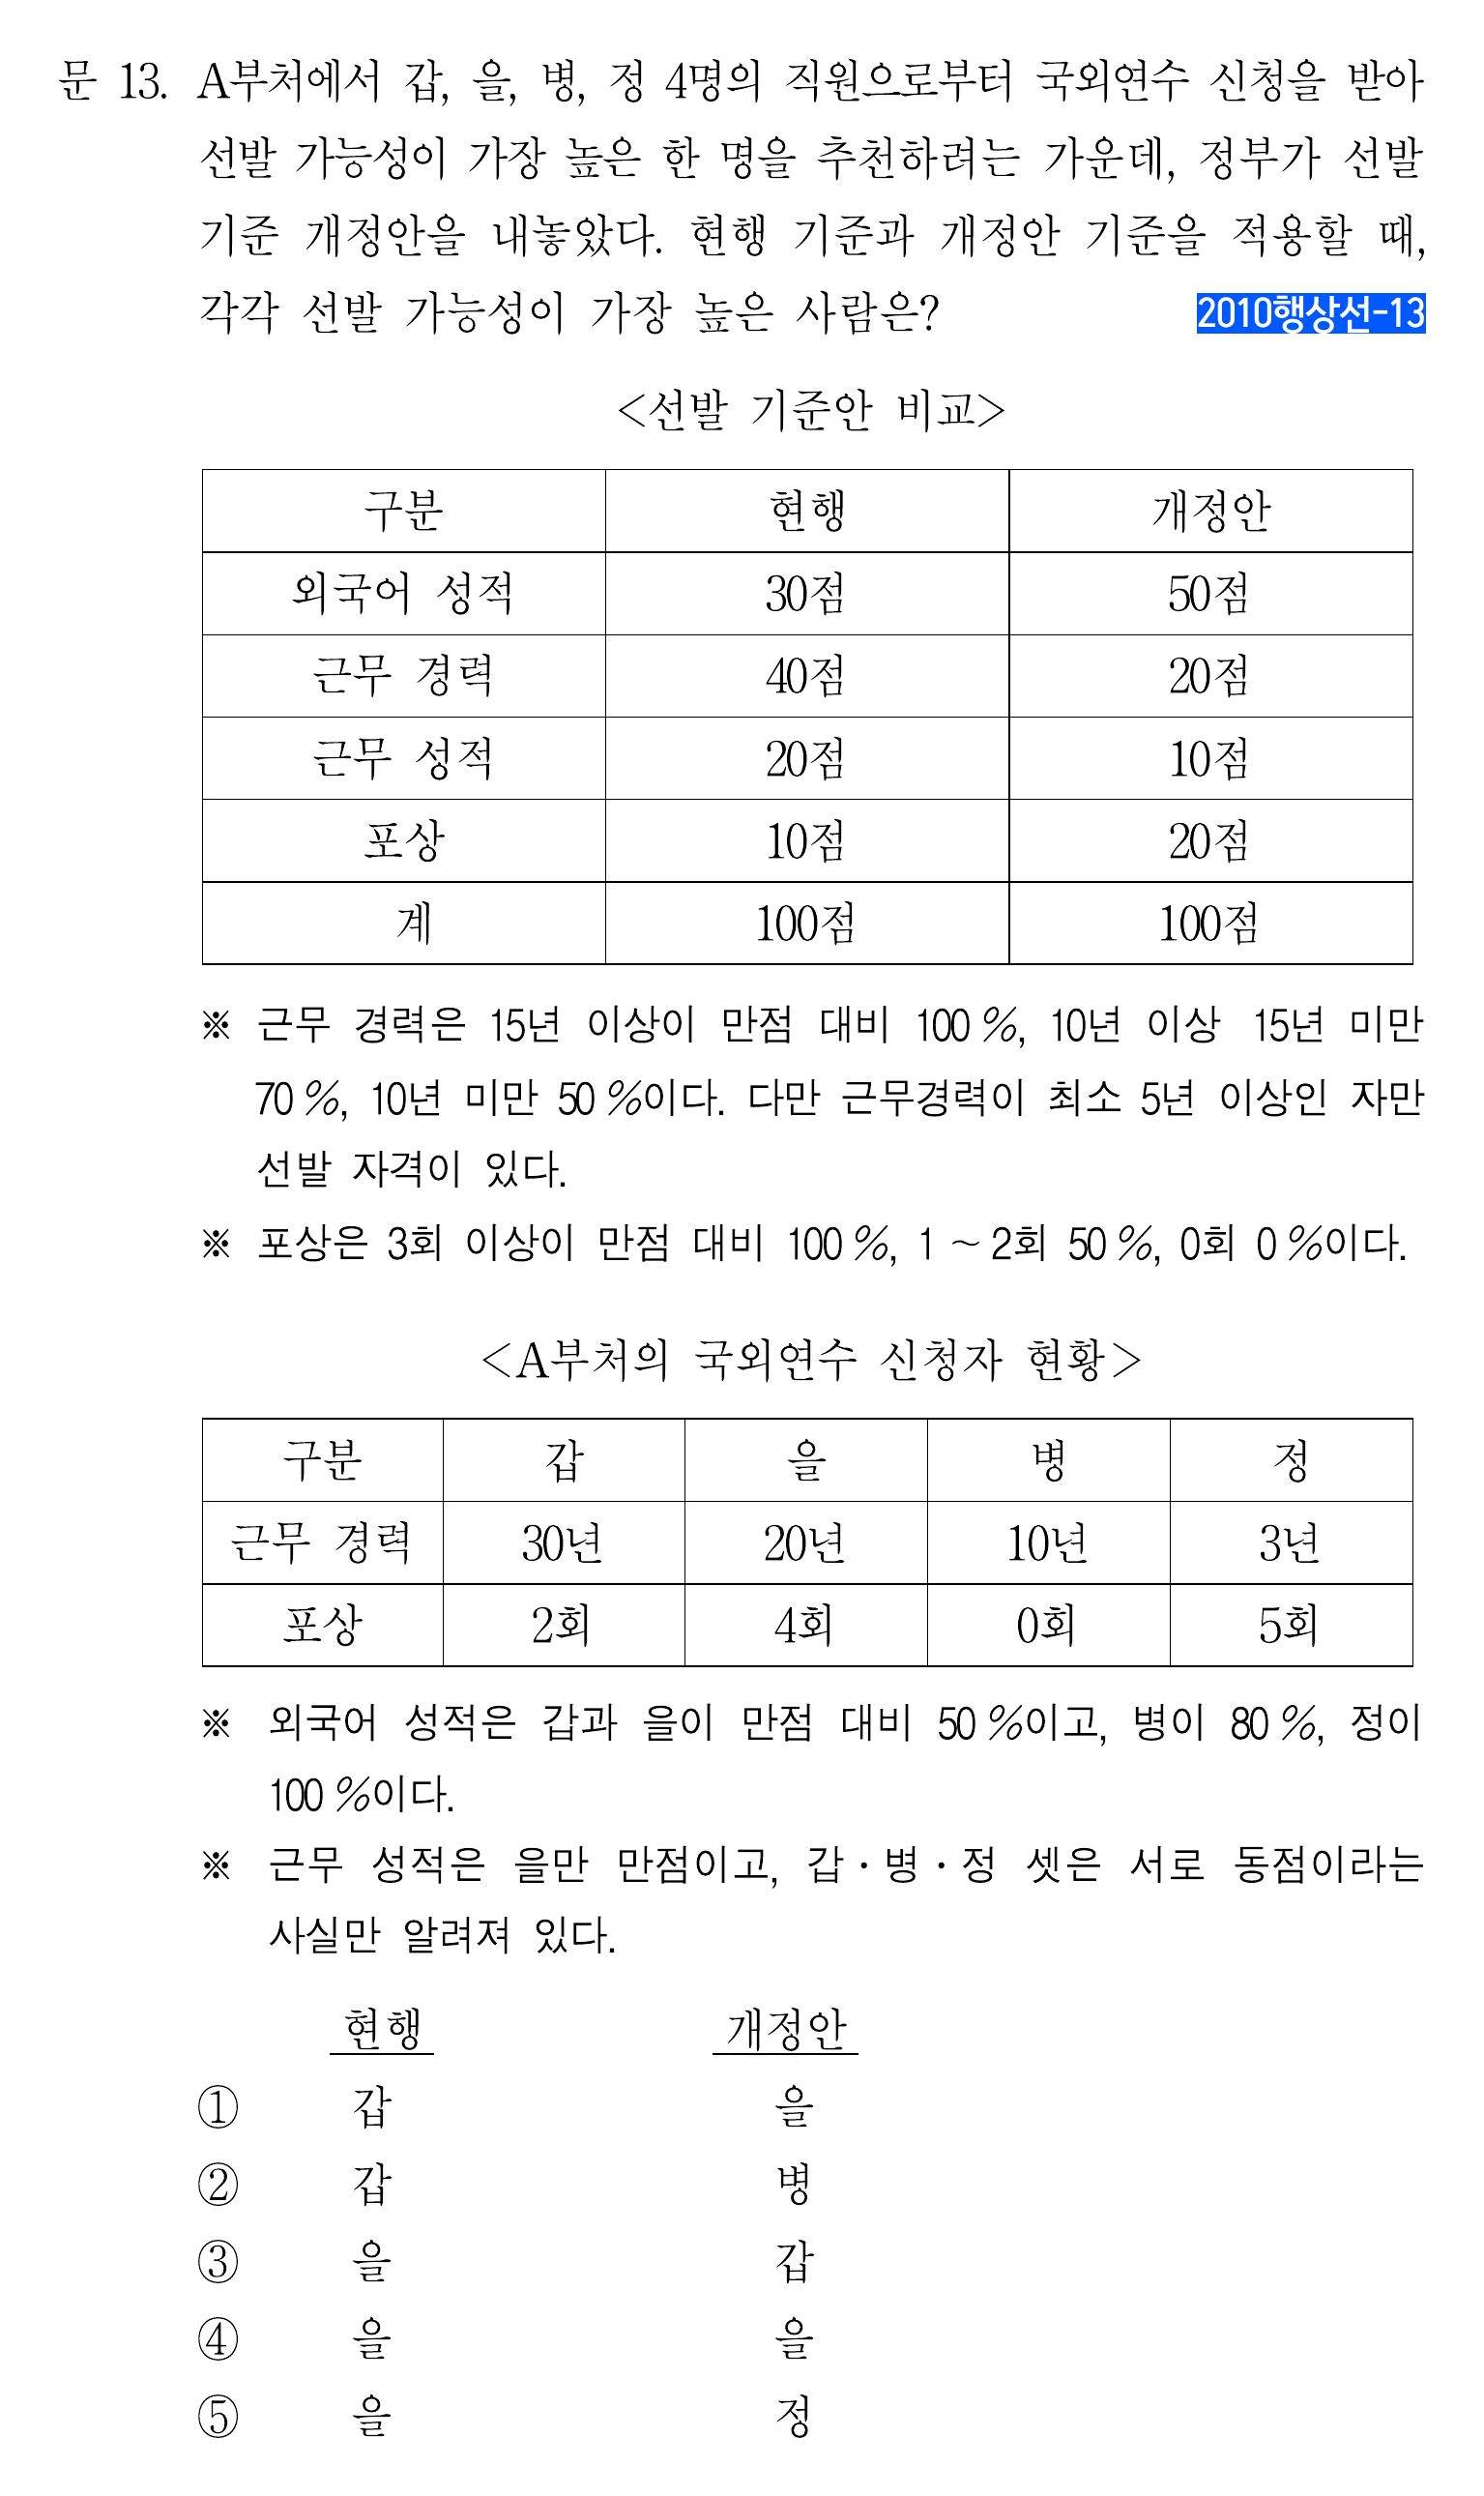 문 13. A부처에서 갑, 을, 병, 정 4명의 직원으로부터 국외연수 신청을 받아
선발 가능성이 가장 높은 한 명을 추천하려는 가운데, 정부가 선발
기준 개정안을 내놓았다. 현행 기준과 개정안 기준을 적용할 때,
각각 선발 가능성이 가장 높은 사람은? 2010행상선-13
<선발 기준안 비교>
구분 현행 개정안
외국어 성적 30점 50점
근무 경력 40점 20점
근무 성적 20점 10점
포상 10점 20점
계 100점 100점
※ 근무 경력은 15년 이상이 만점 대비 100%, 10년 이상 15년 미만
70%, 10년 미만 50%이다. 다만 근무경력이 최소 5년 이상인 자만
선발 자격이 있다.
※ 포상은 3회 이상이 만점 대비 100%, 1~2회 50%, 0회 0%이다.
<A부처의 국외연수 신청자 현황>
구분 갑 을 병 정
근무 경력 30년 20년 10년 3년
포상 2회 4회 0회 5회
※ 외국어 성적은 갑과 을이 만점 대비 50%이고, 병이 80%, 정이
100%이다.
※ 근무 성적은 을만 만점이고, 갑·병·정 셋은 서로 동점이라는
사실만 알려져 있다.
현행 개정안
① 갑 을
② 갑 병
③ 을 갑
④ 을 을
⑤ 을 정